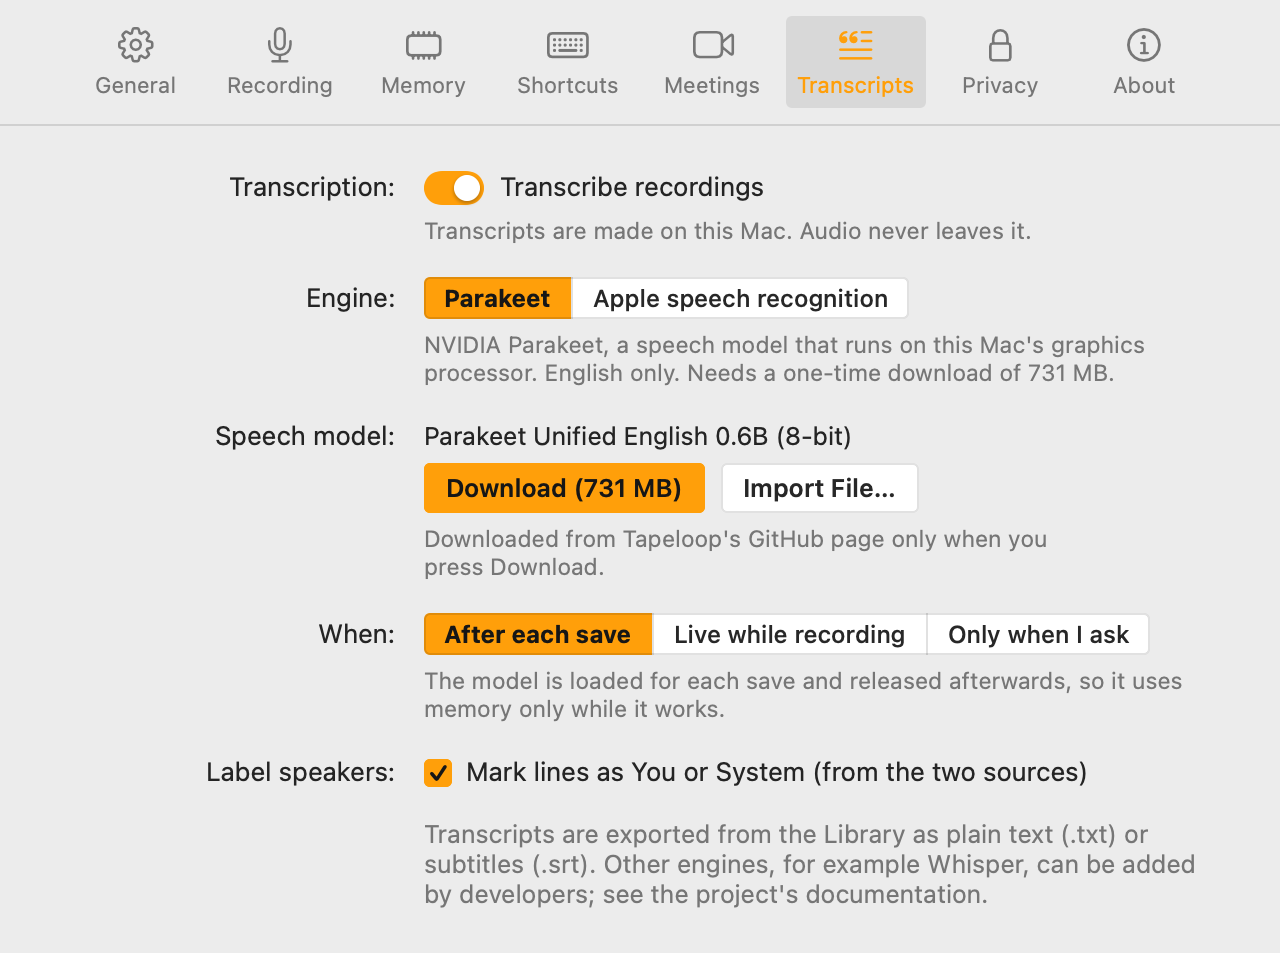 General
Recording
Memory
Shortcuts
Meetings
Transcripts
Privacy
About
Transcription:
Transcribe recordings
Transcripts are made on this Mac. Audio never leaves it.
Engine:
Parakeet
Apple speech recognition
NVIDIA Parakeet, a speech model that runs on this Mac's graphics
processor. English only. Needs a one-time download of 731 MB.
Speech model:
Parakeet Unified English 0.6B (8-bit)
Download (731 MB)
Import File...
Downloaded from Tapeloop's GitHub page only when you
press Download.
When:
After each save
Live while recording
Only when I ask
The model is loaded for each save and released afterwards, so it uses
memory only while it works.
Label speakers:
Mark lines as You or System (from the two sources)
Transcripts are exported from the Library as plain text (.txt) or
subtitles (.srt). Other engines, for example Whisper, can be added
by developers; see the project's documentation.